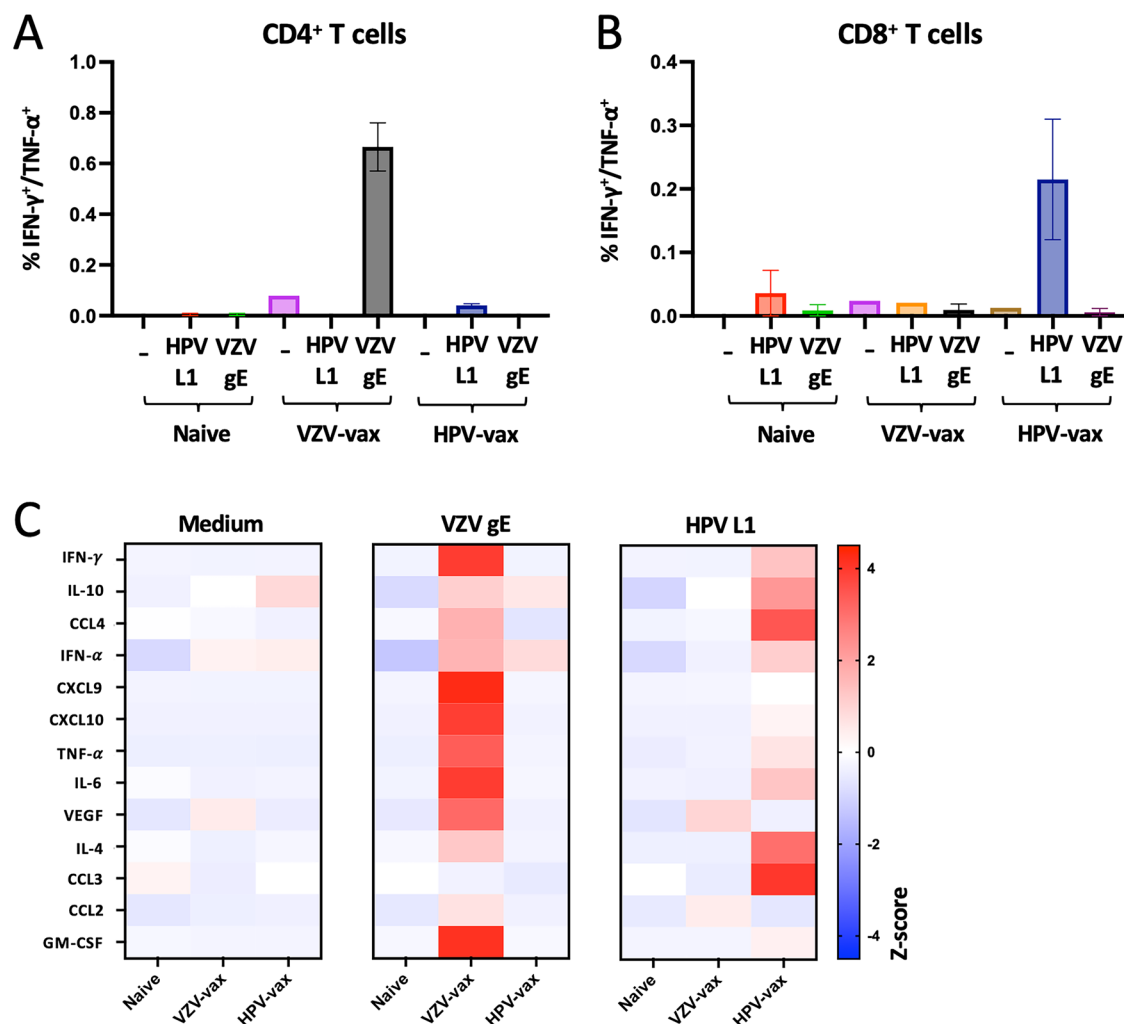 A
CD4⁺ T cells
% IFN-γ⁺/TNF-α⁺
1.0
0.8
0.6
0.4
0.2
0.0
– HPV VZV – HPV VZV – HPV VZV
L1 gE L1 gE L1 gE
Naive VZV-vax HPV-vax
B
CD8⁺ T cells
% IFN-γ⁺/TNF-α⁺
0.4
0.3
0.2
0.1
0.0
– HPV VZV – HPV VZV – HPV VZV
L1 gE L1 gE L1 gE
Naive VZV-vax HPV-vax
C
Medium VZV gE HPV L1
IFN-γ
IL-10
CCL4
IFN-α
CXCL9
CXCL10
TNF-α
IL-6
VEGF
IL-4
CCL3
CCL2
GM-CSF
Naive VZV-vax HPV-vax Naive VZV-vax HPV-vax Naive VZV-vax HPV-vax
4
2
0
-2
-4
Z-score